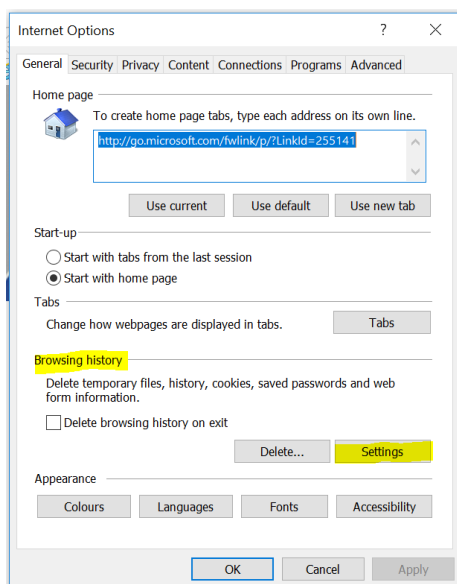 Internet Options
General Security Privacy Content Connections Programs Advanced
Home page
To create home page tabs, type each address on its own line.
http://go.microsoft.com/fwlink/p/?LinkId=255141
Use current Use default Use new tab
Start-up
Start with tabs from the last session
Start with home page
Tabs
Change how webpages are displayed in tabs. Tabs
Browsing history
Delete temporary files, history, cookies, saved passwords and web
form information.
Delete browsing history on exit
Delete... Settings
Appearance
Colours Languages Fonts Accessibility
OK Cancel Apply